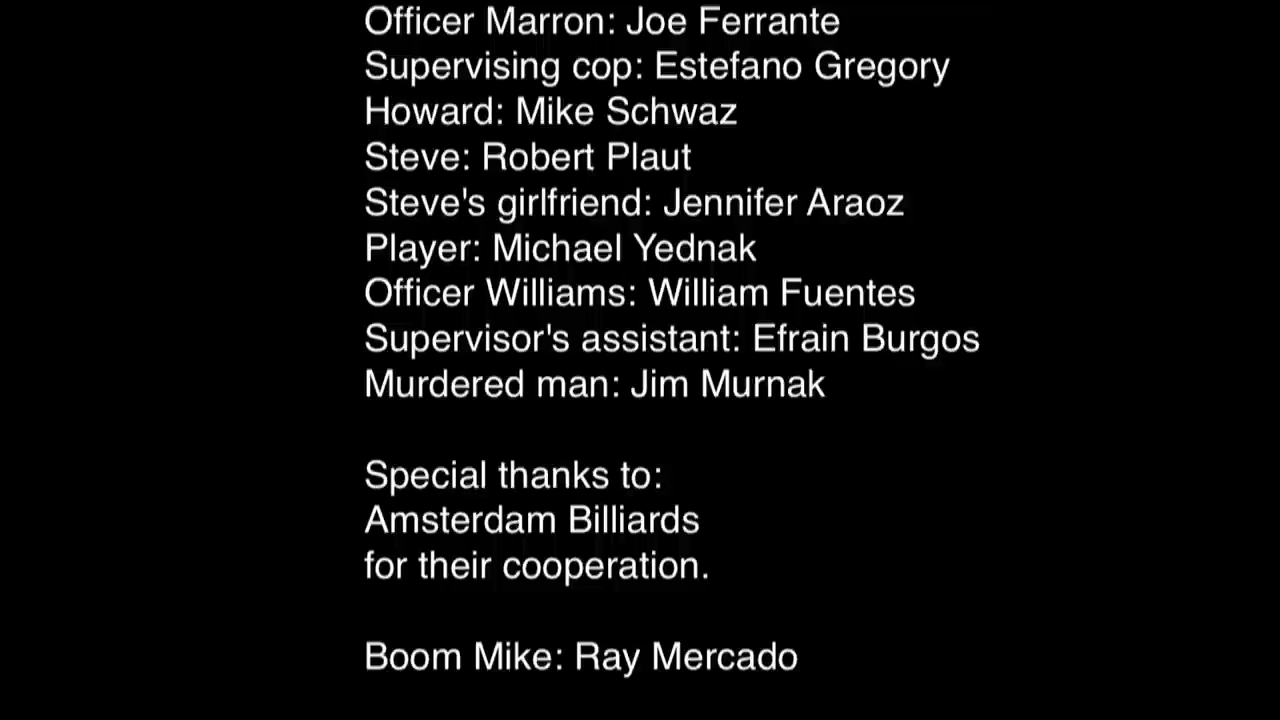 Officer Marron: Joe Ferrante
Supervising cop: Estefano Gregory
Howard: Mike Schwaz
Steve: Robert Plaut
Steve's girlfriend: Jennifer Araoz
Player: Michael Yednak
Officer Williams: William Fuentes
Supervisor's assistant: Efrain Burgos
Murdered man: Jim Murnak
Special thanks to:
Amsterdam Billiards
for their cooperation.
Boom Mike: Ray Mercado